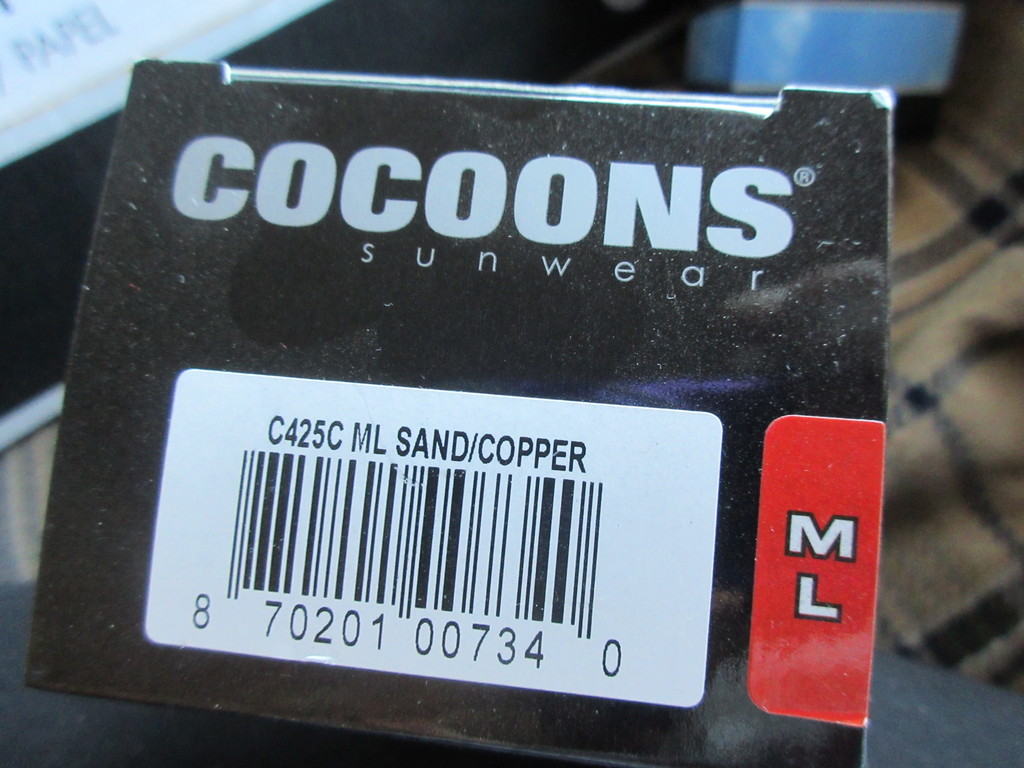 / PAPEL
COCOONS®
sunwear
C425C ML SAND/COPPER
8 70201 00734 0
M
L